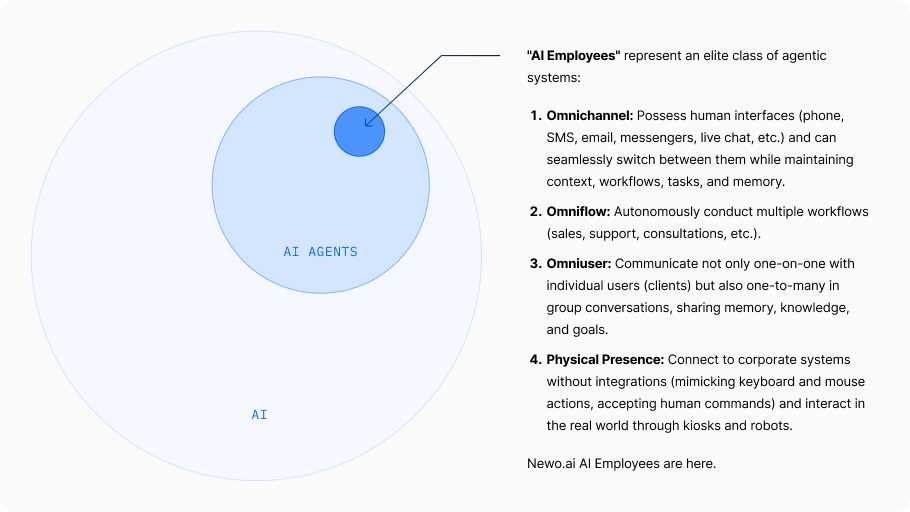 "AI Employees" represent an elite class of agentic
systems:
1. Omnichannel: Possess human interfaces (phone,
SMS, email, messengers, live chat, etc.) and can
seamlessly switch between them while maintaining
context, workflows, tasks, and memory.
2. Omniflow: Autonomously conduct multiple workflows
(sales, support, consultations, etc.).
3. Omniuser: Communicate not only one-on-one with
individual users (clients) but also one-to-many in
group conversations, sharing memory, knowledge,
and goals.
4. Physical Presence: Connect to corporate systems
without integrations (mimicking keyboard and mouse
actions, accepting human commands) and interact in
the real world through kiosks and robots.
Newo.ai AI Employees are here.
AI AGENTS
AI